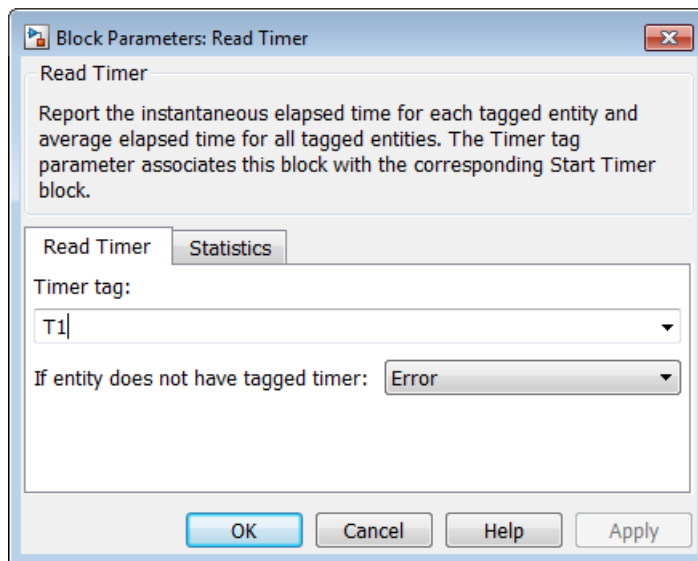 Block Parameters: Read Timer
Read Timer
Report the instantaneous elapsed time for each tagged entity and
average elapsed time for all tagged entities. The Timer tag
parameter associates this block with the corresponding Start Timer
block.
Read Timer Statistics
Timer tag:
T1
If entity does not have tagged timer: Error
OK Cancel Help Apply